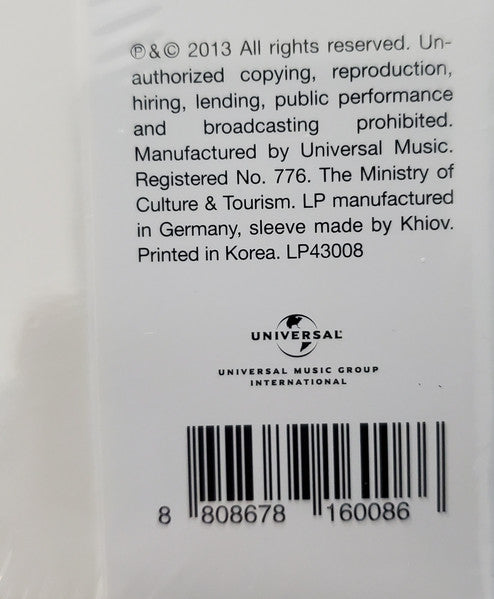 ℗&© 2013 All rights reserved. Un-
authorized copying, reproduction,
hiring, lending, public performance
and broadcasting prohibited.
Manufactured by Universal Music.
Registered No. 776. The Ministry of
Culture & Tourism. LP manufactured
in Germany, sleeve made by Khiov.
Printed in Korea. LP43008
UNIVERSAL
UNIVERSAL MUSIC GROUP
INTERNATIONAL
8 808678 160086